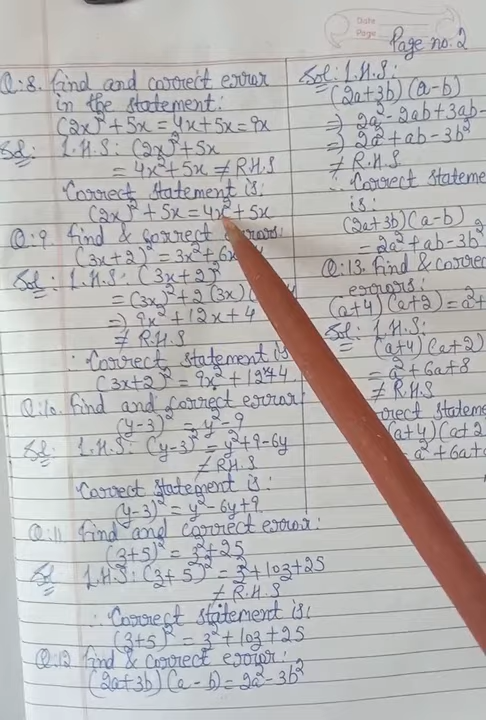 Date
Page
Page no. 2
Q:8. find and correct error
in the statement:
(2x)² + 5x = 4x + 5x = 9x
Sol: L.H.S: (2x)² + 5x
= 4x² + 5x ≠ R.H.S
Correct statement is:
(2x)² + 5x = 4x² + 5x
Q:9. find & correct errors:
(3x+2)² = 3x² + 6x
Sol: L.H.S: (3x+2)²
= (3x)² + 2(3x)(
⇒ 9x² + 12x + 4
≠ R.H.S
∴ Correct statement is
(3x+2)² = 9x² + 12+4
Q:10. find and correct error
(y-3)² = y² - 9
Sol: L.H.S: (y-3)² = y² + 9 - 6y
≠ R.H.S
Correct statement is:
(y-3)² = y² - 6y + 9.
Q:11 find and correct error:
(z+5)² = z² + 25
Sol L.H.S: (z+5)² = z² + 10z + 25
≠ R.H.S
∴ Correct statement is:
(z+5)² = z² + 10z + 25
Q:12 find & correct error:
(2a+3b)(a-b) = 2a² - 3b²
Sol: L.H.S:
(2a+3b)(a-b)
⇒ 2a² - 2ab + 3ab -
⇒ 2a² + ab - 3b²
≠ R.H.S
∴ Correct stateme
is:
(2a+3b)(a-b)
= 2a² + ab - 3b²
Q:13. find & correc
errors:
(a+4)(a+2) = a² +
Sol: L.H.S:
(a+4)(a+2)
= a² + 6a + 8
≠ R.H.S
rrect stateme
(a+4)(a+2
= a² + 6a +